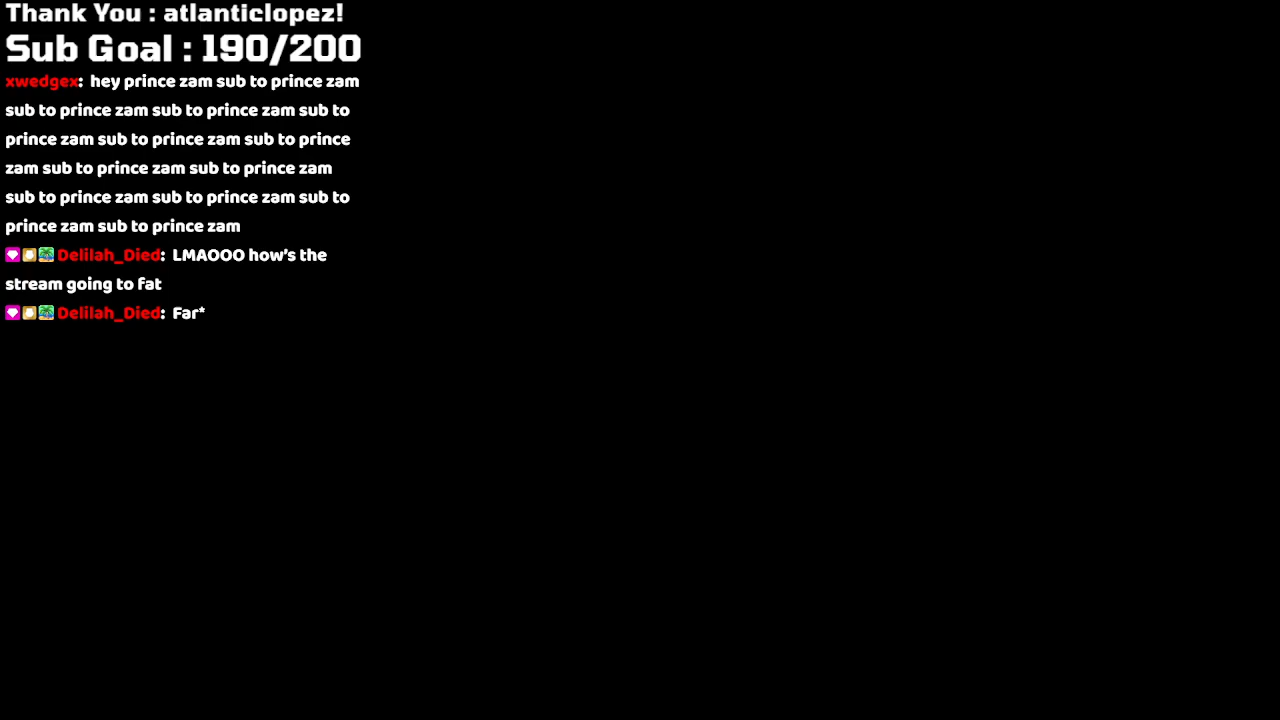 Thank You : atlanticlopez!
Sub Goal : 190/200
xwedgex: hey prince zam sub to prince zam
sub to prince zam sub to prince zam sub to
prince zam sub to prince zam sub to prince
zam sub to prince zam sub to prince zam
sub to prince zam sub to prince zam sub to
prince zam sub to prince zam
Delilah_Died: LMAOOO how's the
stream going to fat
Delilah_Died: Far*